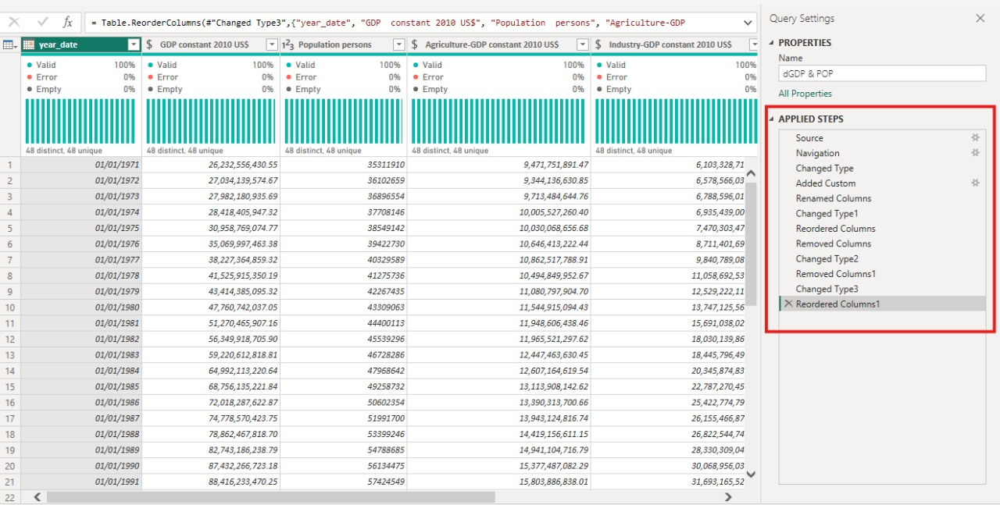 fx = Table.ReorderColumns(#"Changed Type3",{"year_date", "GDP  constant 2010 US$", "Population  persons", "Agriculture-GDP
year_date $ GDP constant 2010 US$ 1²3 Population persons $ Agriculture-GDP constant 2010 US$ $ Industry-GDP constant 2010 US$
Valid 100% Valid 100% Valid 100% Valid 100% Valid 100%
Error 0% Error 0% Error 0% Error 0% Error 0%
Empty 0% Empty 0% Empty 0% Empty 0% Empty 0%
48 distinct, 48 unique 48 distinct, 48 unique 48 distinct, 48 unique 48 distinct, 48 unique 48 distinct, 48 unique
1 01/01/1971 26,232,556,430.55 35311910 9,471,751,891.47 6,103,328,71
2 01/01/1972 27,034,139,574.67 36102659 9,344,136,630.85 6,578,566,03
3 01/01/1973 27,982,180,935.69 36896554 9,713,484,644.76 6,788,596,01
4 01/01/1974 28,418,405,947.32 37708146 10,005,527,260.40 6,935,439,00
5 01/01/1975 30,958,769,074.77 38549142 10,030,068,656.68 7,470,303,47
6 01/01/1976 35,069,997,463.38 39422730 10,646,413,222.44 8,711,401,69
7 01/01/1977 38,227,364,859.32 40329589 10,862,517,788.91 9,840,789,08
8 01/01/1978 41,525,915,350.19 41275736 10,494,849,952.67 11,058,692,53
9 01/01/1979 43,414,385,095.32 42267435 11,080,797,904.70 12,529,222,11
10 01/01/1980 47,760,742,037.05 43309063 11,544,915,094.43 13,747,125,56
11 01/01/1981 51,270,465,907.16 44400113 11,948,606,438.46 15,691,038,02
12 01/01/1982 56,349,918,705.90 45539296 11,965,521,297.62 18,030,139,86
13 01/01/1983 59,220,612,818.81 46728286 12,447,463,630.45 18,445,796,49
14 01/01/1984 64,992,113,220.64 47968642 12,607,164,619.54 20,345,874,83
15 01/01/1985 68,756,135,221.84 49258732 13,113,908,142.62 22,787,270,45
16 01/01/1986 72,018,287,622.87 50602354 13,390,313,700.66 25,422,774,79
17 01/01/1987 74,778,570,423.75 51991700 13,943,124,816.74 26,155,466,87
18 01/01/1988 78,862,467,818.70 53399246 14,419,156,611.15 26,822,544,74
19 01/01/1989 82,743,186,238.79 54788685 14,941,104,716.79 28,330,309,04
20 01/01/1990 87,432,266,723.18 56134475 15,377,487,082.29 30,068,956,03
21 01/01/1991 88,416,233,470.25 57424549 15,803,886,838.01 31,693,165,52
22
Query Settings
PROPERTIES
Name
dGDP & POP
All Properties
APPLIED STEPS
Source
Navigation
Changed Type
Added Custom
Renamed Columns
Changed Type1
Reordered Columns
Removed Columns
Changed Type2
Removed Columns1
Changed Type3
Reordered Columns1